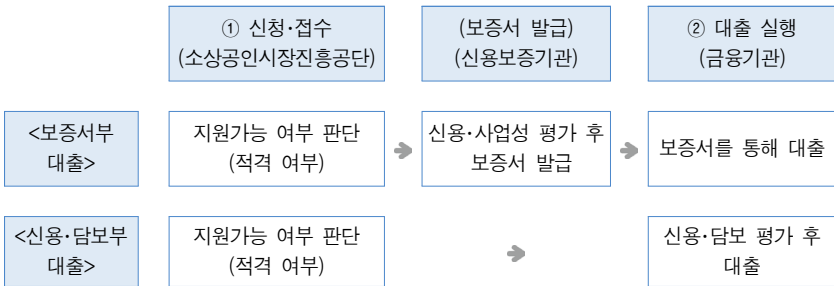 ① 신청·접수
(소상공인시장진흥공단)
(보증서 발급)
(신용보증기관)
② 대출 실행
(금융기관)
<보증서부
대출>
지원가능 여부 판단
(적격 여부)
신용·사업성 평가 후
보증서 발급
보증서를 통해 대출
<신용·담보부
대출>
지원가능 여부 판단
(적격 여부)
신용·담보 평가 후
대출